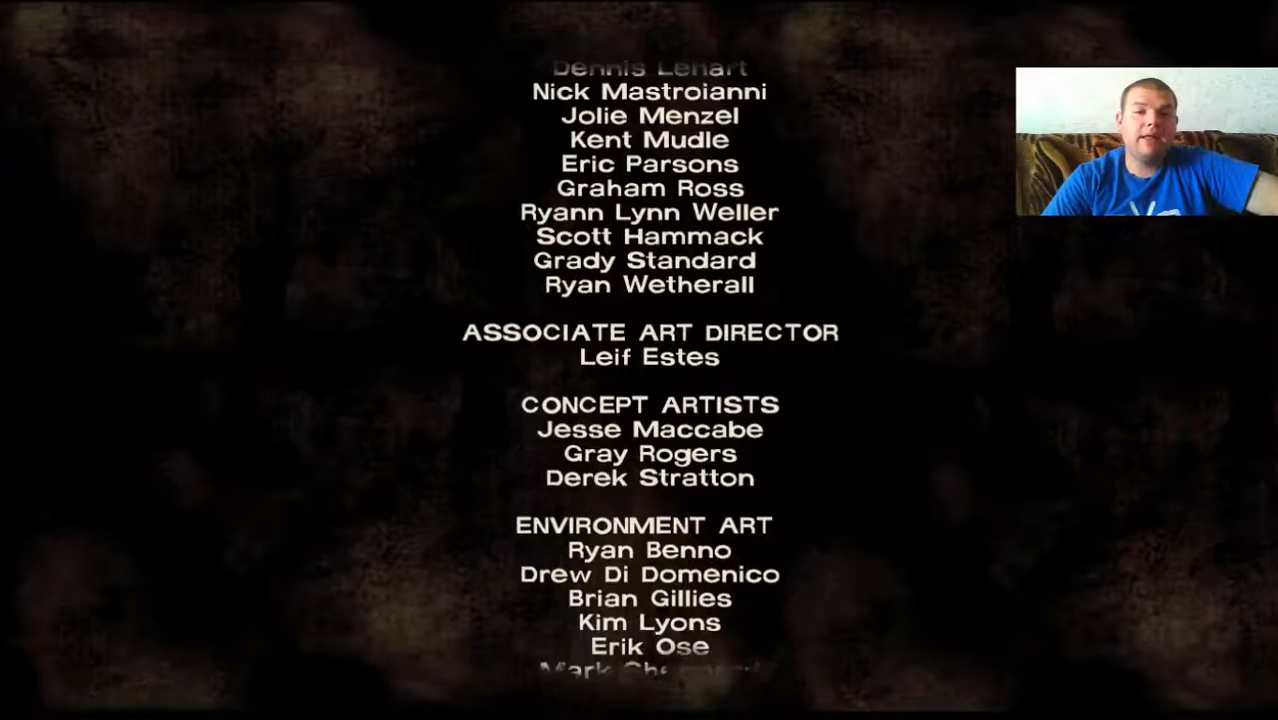 Dennis Lenart
Nick Mastroianni
Jolie Menzel
Kent Mudle
Eric Parsons
Graham Ross
Ryann Lynn Weller
Scott Hammack
Grady Standard
Ryan Wetherall
ASSOCIATE ART DIRECTOR
Leif Estes
CONCEPT ARTISTS
Jesse Maccabe
Gray Rogers
Derek Stratton
ENVIRONMENT ART
Ryan Benno
Drew Di Domenico
Brian Gillies
Kim Lyons
Erik Ose
Mark